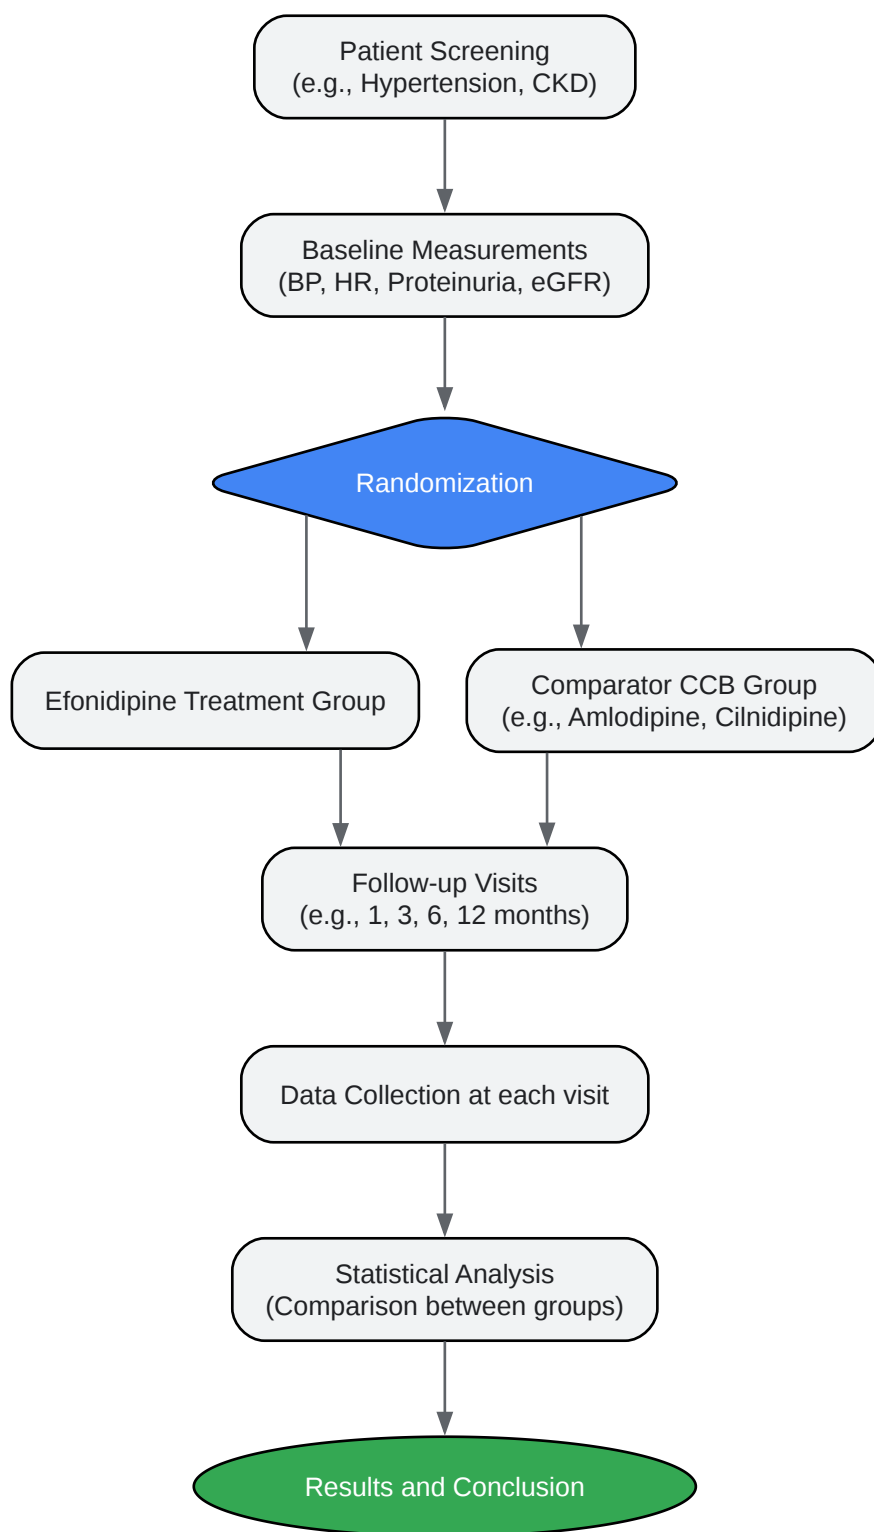 Patient Screening
(e.g., Hypertension, CKD)
Baseline Measurements
(BP, HR, Proteinuria, eGFR)
Randomization
Efonidipine Treatment Group
Comparator CCB Group
(e.g., Amlodipine, Cilnidipine)
Follow-up Visits
(e.g., 1, 3, 6, 12 months)
Data Collection at each visit
Statistical Analysis
(Comparison between groups)
Results and Conclusion